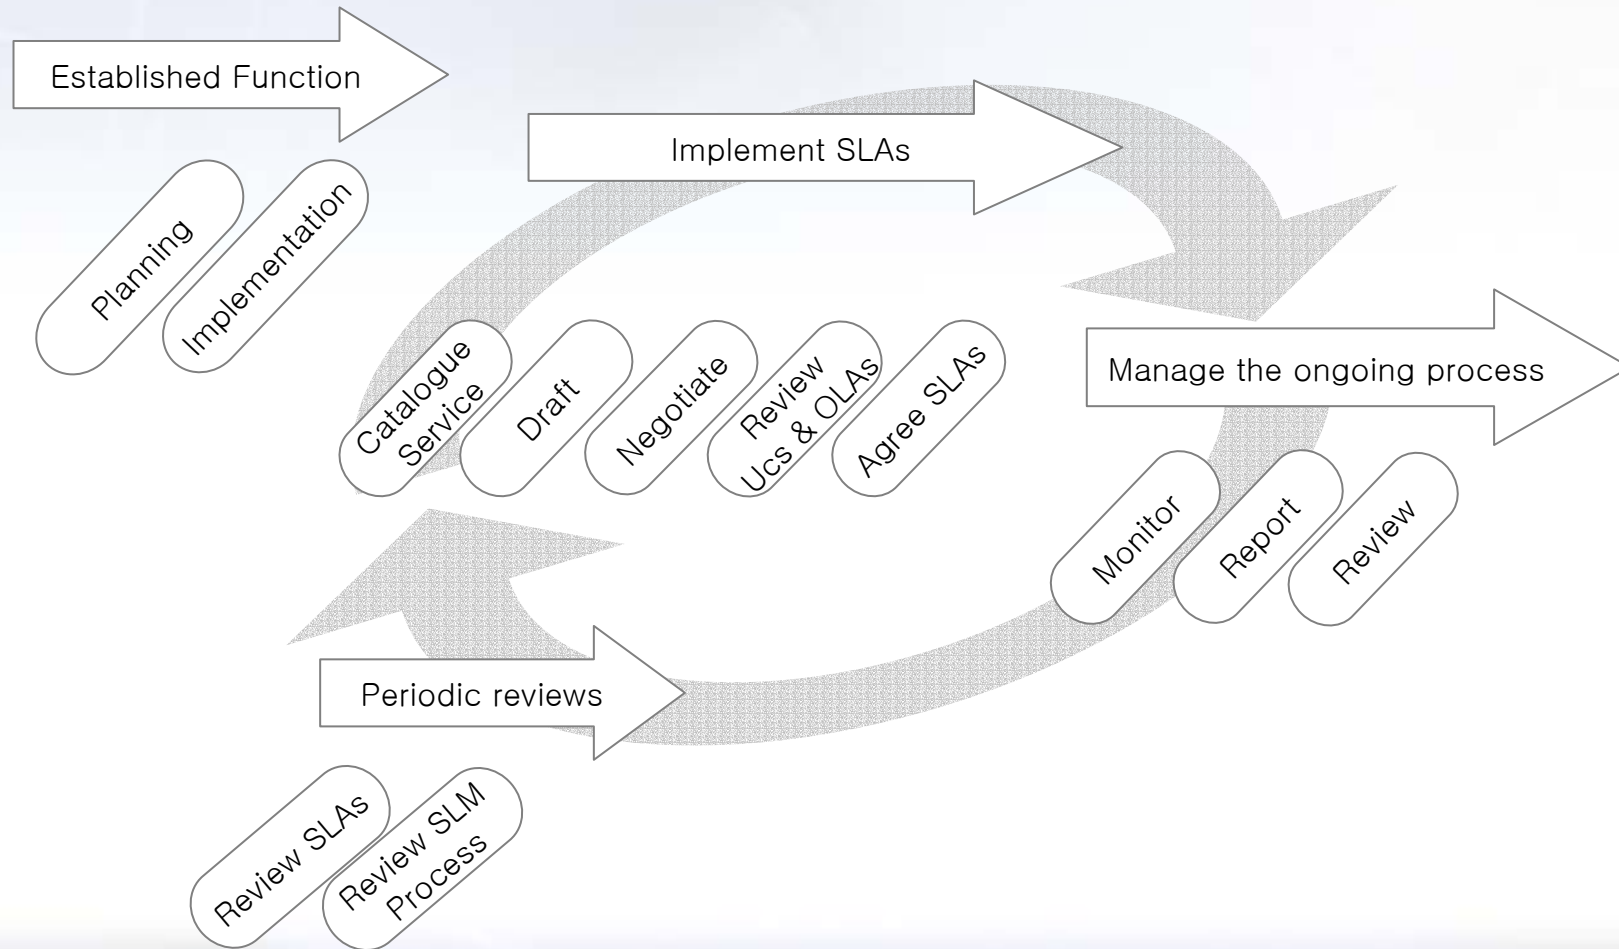 Established Function
Planning
Implementation
Implement SLAs
Catalogue
Service
Draft
Negotiate
Review
Ucs & OLAs
Agree SLAs
Manage the ongoing process
Monitor
Report
Review
Periodic reviews
Review SLAs
Review SLM
Process